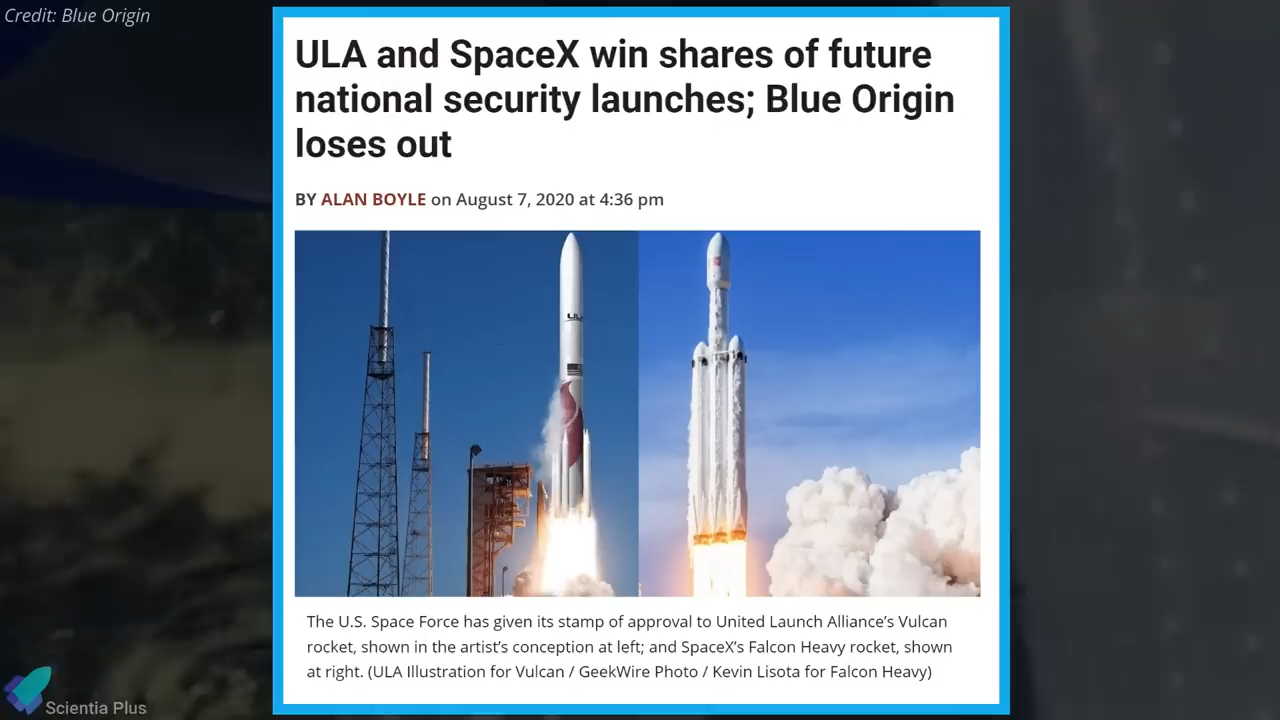 Credit: Blue Origin
ULA and SpaceX win shares of future
national security launches; Blue Origin
loses out
BY ALAN BOYLE on August 7, 2020 at 4:36 pm
The U.S. Space Force has given its stamp of approval to United Launch Alliance’s Vulcan
rocket, shown in the artist’s conception at left; and SpaceX’s Falcon Heavy rocket, shown
at right. (ULA Illustration for Vulcan / GeekWire Photo / Kevin Lisota for Falcon Heavy)
Scientia Plus